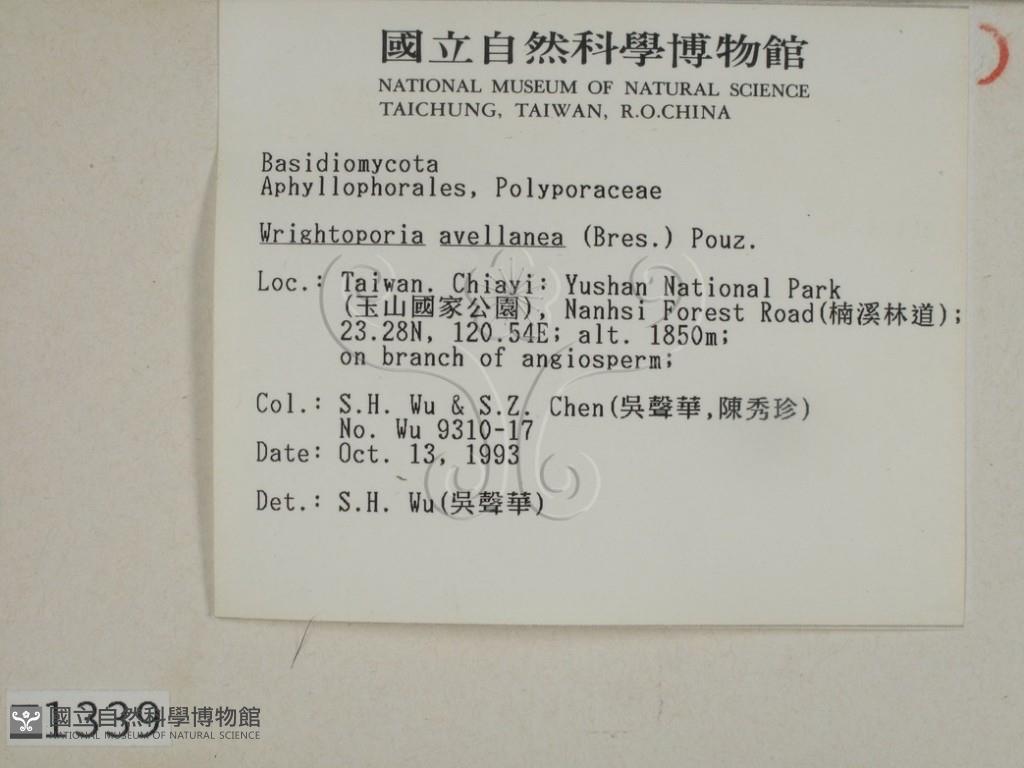 國立自然科學博物館
NATIONAL MUSEUM OF NATURAL SCIENCE
TAICHUNG, TAIWAN, R.O.CHINA
Basidiomycota
Aphyllophorales, Polyporaceae
Wrightoporia avellanea (Bres.) Pouz.
Loc.: Taiwan. Chiayi: Yushan National Park
(玉山國家公園), Nanhsi Forest Road(楠溪林道);
23.28N, 120.54E; alt. 1850m;
on branch of angiosperm;
Col.: S.H. Wu & S.Z. Chen(吳聲華,陳秀珍)
No. Wu 9310-17
Date: Oct. 13, 1993
Det.: S.H. Wu(吳聲華)
1339
國立自然科學博物館
NATIONAL MUSEUM OF NATURAL SCIENCE